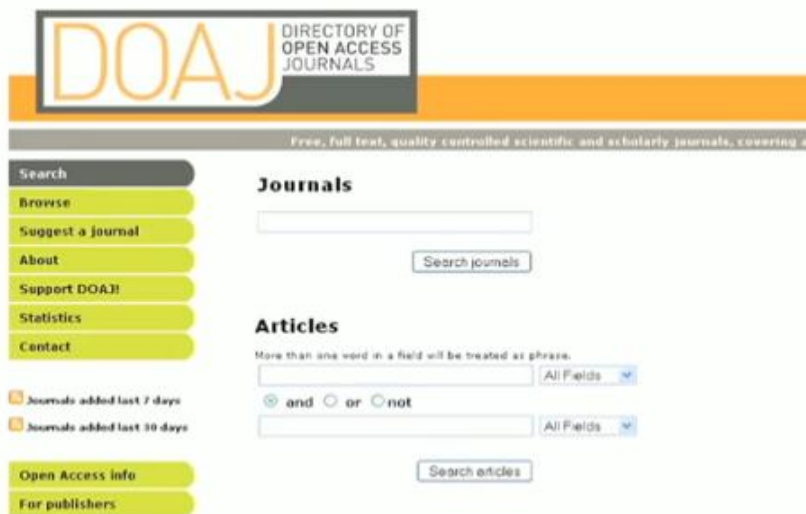 DOAJ
DIRECTORY OF
OPEN ACCESS
JOURNALS
Free, full text, quality controlled scientific and scholarly journals, covering a
Search
Browse
Suggest a journal
About
Support DOAJ!
Statistics
Contact
Journals added last 7 days
Journals added last 30 days
Open Access info
For publishers
Journals
Search journals
Articles
More than one word in a field will be treated as phrase.
All Fields
and or not
All Fields
Search articles